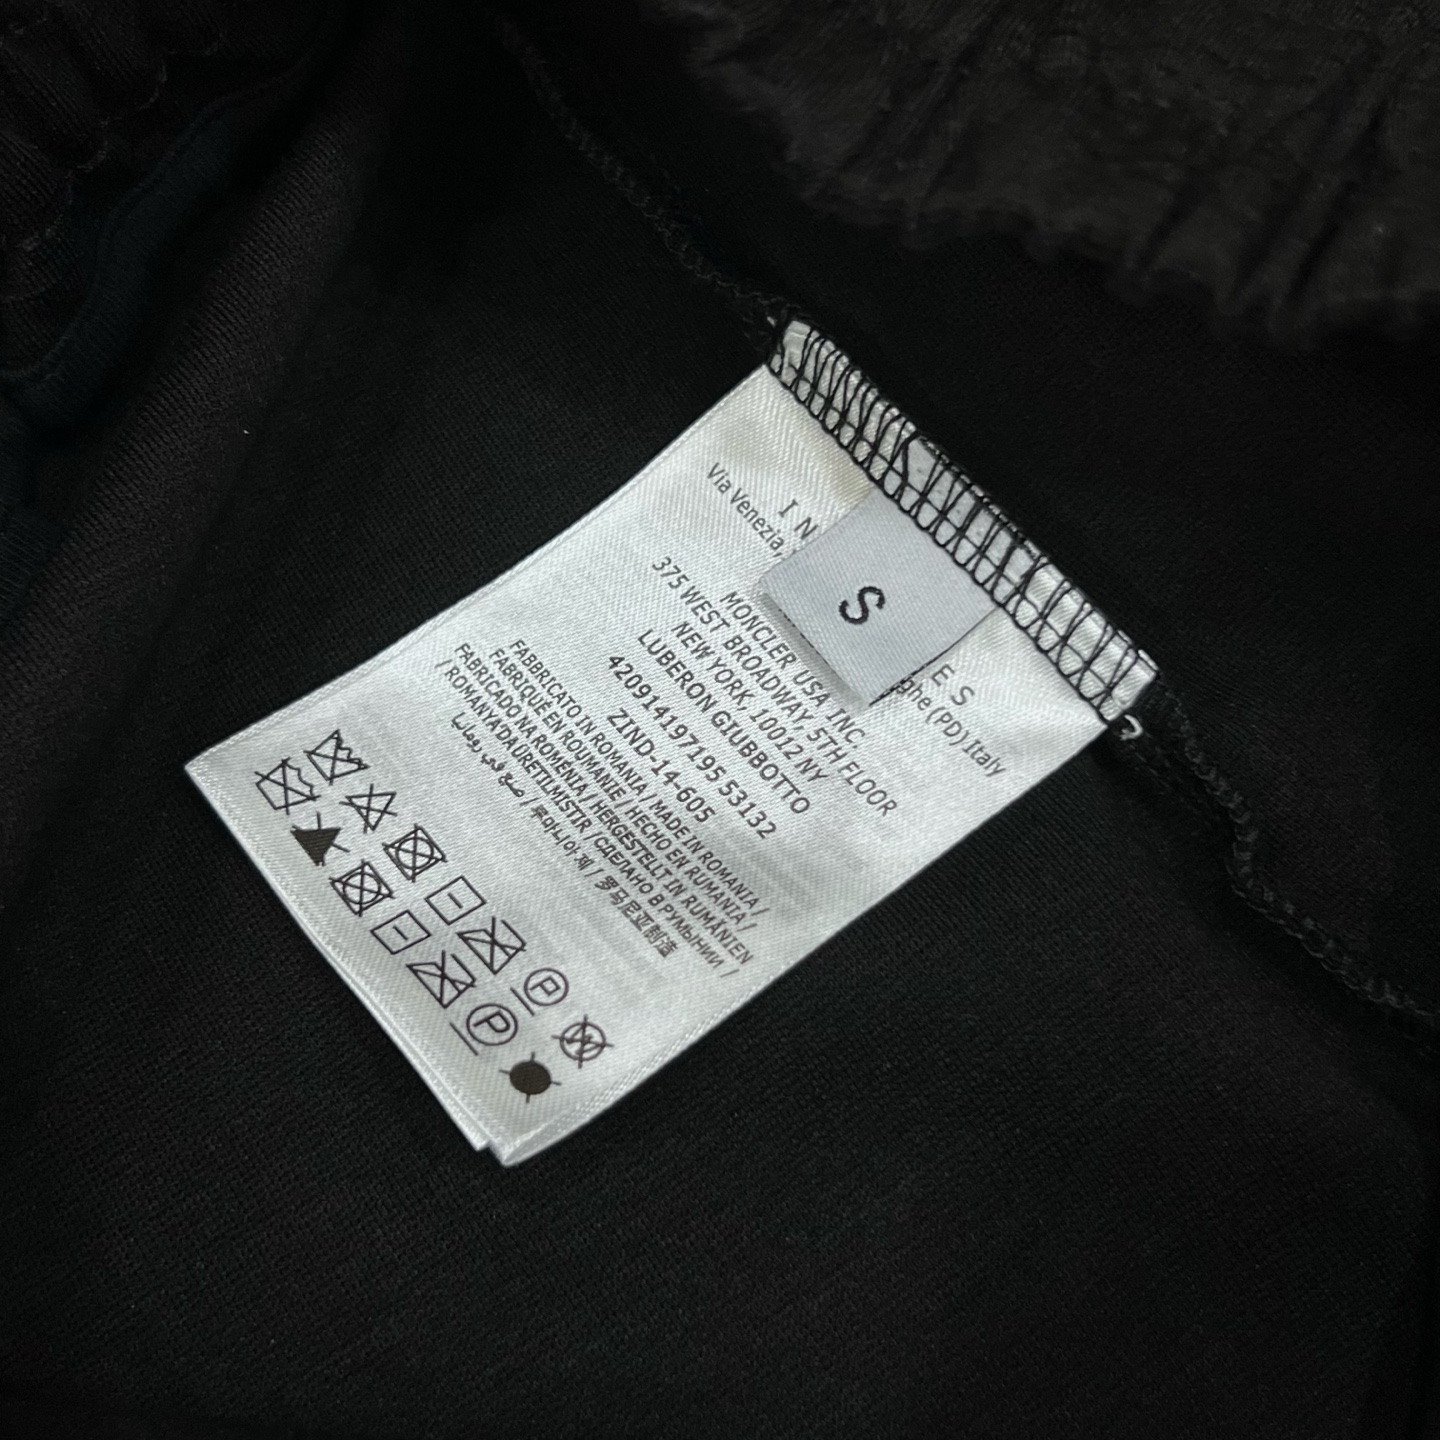 I N
E S
Via Venezia,
ghe (PD) Italy
S
MONCLER USA INC.
375 WEST BROADWAY, 5TH FLOOR
NEW YORK, 10012 NY
LUBERON GIUBBOTTO
420914197195 53132
ZIND-14-605
FABBRICATO IN ROMANIA / MADE IN ROMANIA /
FABRIQUÉ EN ROUMANIE / HECHO EN RUMANIA /
FABRICADO NA ROMÉNIA / HERGESTELLT IN RUMÄNIEN
/ ROMANYA'DA ÜRETILMISTIR / СДЕЛАНО В РУМЫНИИ /
صنع في رومانيا / 루마니아제 / 罗马尼亚制造
P
W
P